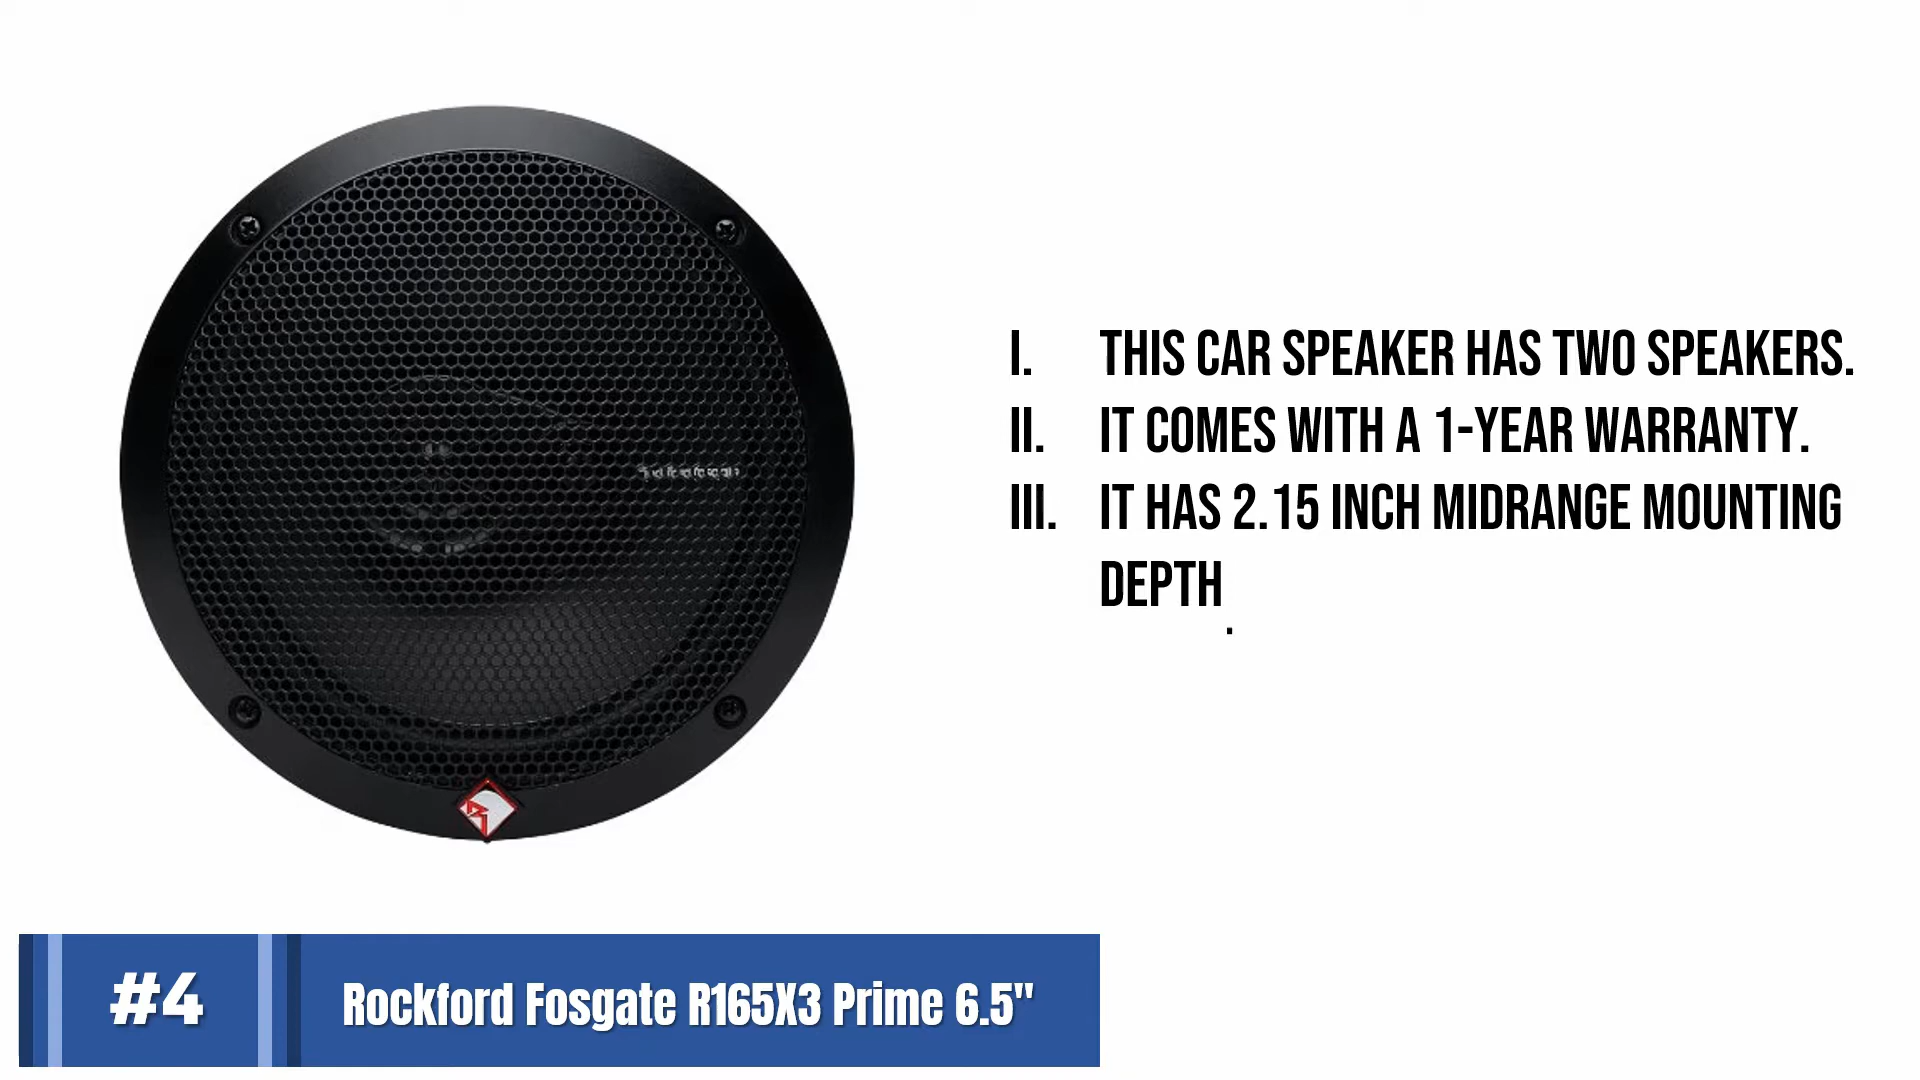 I. THIS CAR SPEAKER HAS TWO SPEAKERS.
II. IT COMES WITH A 1-YEAR WARRANTY.
III. IT HAS 2.15 INCH MIDRANGE MOUNTING
DEPTH
.
#4 Rockford Fosgate R165X3 Prime 6.5"